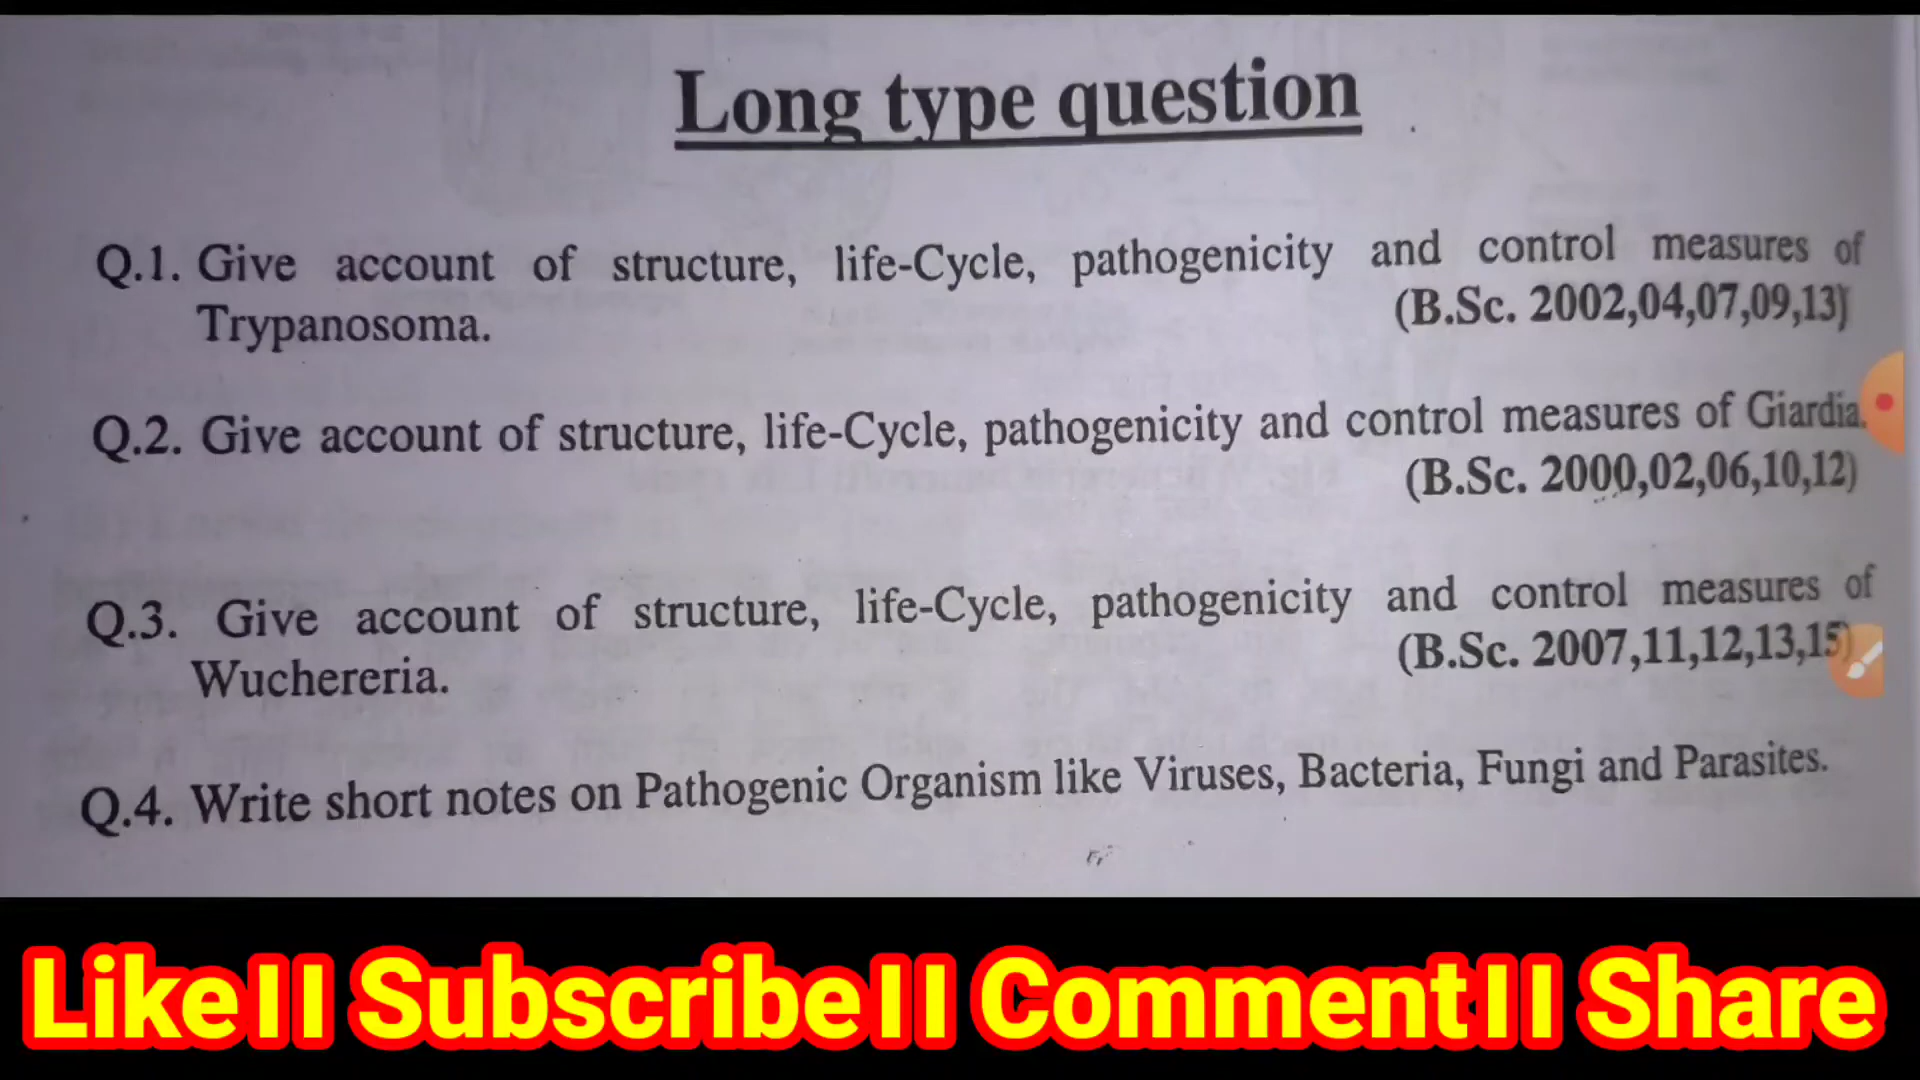 Long type question
Q.1. Give account of structure, life-Cycle, pathogenicity and control measures of
Trypanosoma. (B.Sc. 2002,04,07,09,13)
Q.2. Give account of structure, life-Cycle, pathogenicity and control measures of Giardia.
(B.Sc. 2000,02,06,10,12)
Q.3. Give account of structure, life-Cycle, pathogenicity and control measures of
Wuchereria. (B.Sc. 2007,11,12,13,15)
Q.4. Write short notes on Pathogenic Organism like Viruses, Bacteria, Fungi and Parasites.
Like।। Subscribe।। Comment।। Share